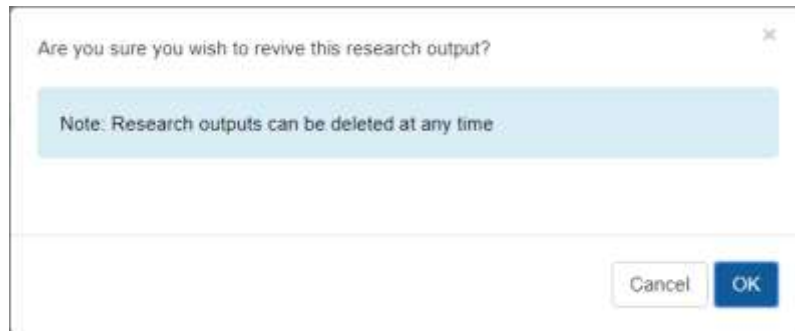 Are you sure you wish to revive this research output?
×
Note: Research outputs can be deleted at any time
Cancel
OK